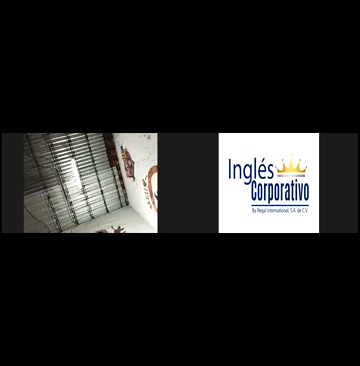 Inglés
Corporativo
By Regal International, S.A. de C.V.